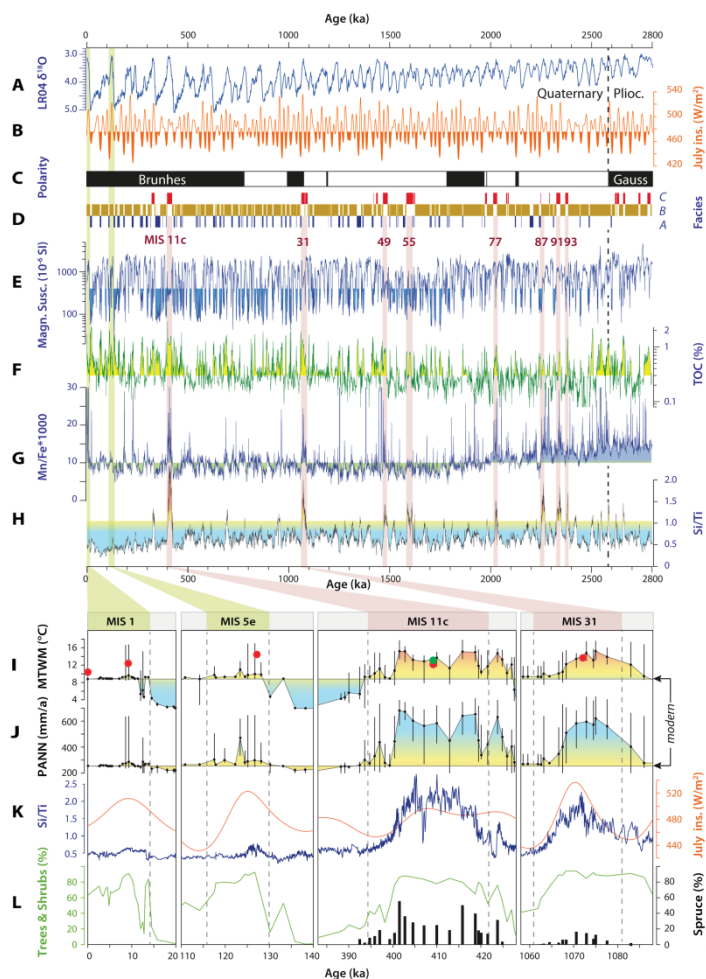 Age (ka)
0 500 1000 1500 2000 2500 2800
A
LR04 δ¹⁸O
3.0
4.0
5.0
Quaternary Plioc.
B
July ins. (W/m²)
540
500
460
420
C
Polarity
Brunhes Gauss
D
Facies
C
B
A
MIS 11c 31 49 55 77 87 91 93
E
Magn. Susc. (10⁻⁶ SI)
1000
100
F
TOC (%)
2
1
0.1
G
Mn/Fe*1000
30
20
10
0
H
Si/Ti
2.0
1.5
1.0
0.5
0 500 1000 1500 2000 2500 2800
Age (ka)
MIS 1 MIS 5e MIS 11c MIS 31
I
MTWM (°C)
16
12
8
4
J
PANN (mm/a)
600
400
200
modern
K
Si/Ti
2.5
2.0
1.5
1.0
0.5
July ins. (W/m²)
520
480
440
L
Trees & Shrubs (%)
80
60
40
20
0
Spruce (%)
80
60
40
20
0
0 10 20 110 120 130 140 390 400 410 420 1060 1070 1080
Age (ka)